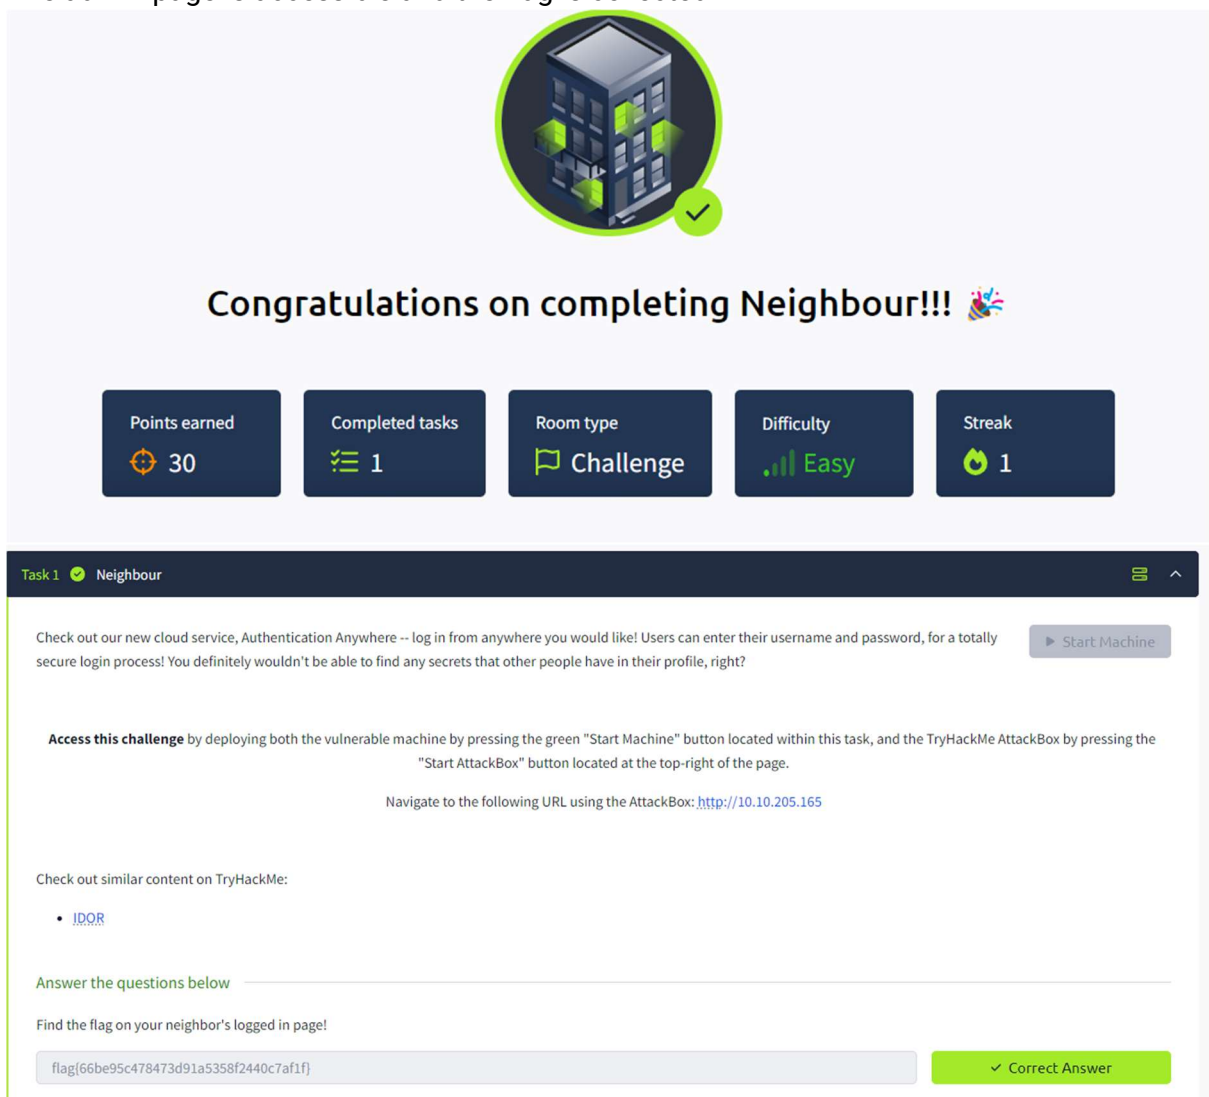 Congratulations on completing Neighbour!!! 🎉
Points earned
30
Completed tasks
1
Room type
Challenge
Difficulty
Easy
Streak
1
Task 1 Neighbour
Check out our new cloud service, Authentication Anywhere -- log in from anywhere you would like! Users can enter their username and password, for a totally
secure login process! You definitely wouldn't be able to find any secrets that other people have in their profile, right?
Start Machine
Access this challenge by deploying both the vulnerable machine by pressing the green "Start Machine" button located within this task, and the TryHackMe AttackBox by pressing the
"Start AttackBox" button located at the top-right of the page.
Navigate to the following URL using the AttackBox: http://10.10.205.165
Check out similar content on TryHackMe:
• IDOR
Answer the questions below
Find the flag on your neighbor's logged in page!
flag{66be95c478473d91a5358f2440c7af1f}
Correct Answer